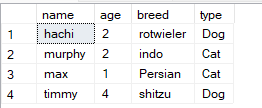 name age breed type
1 hachi 2 rotwieler Dog
2 murphy 2 indo Cat
3 max 1 Persian Cat
4 timmy 4 shitzu Dog